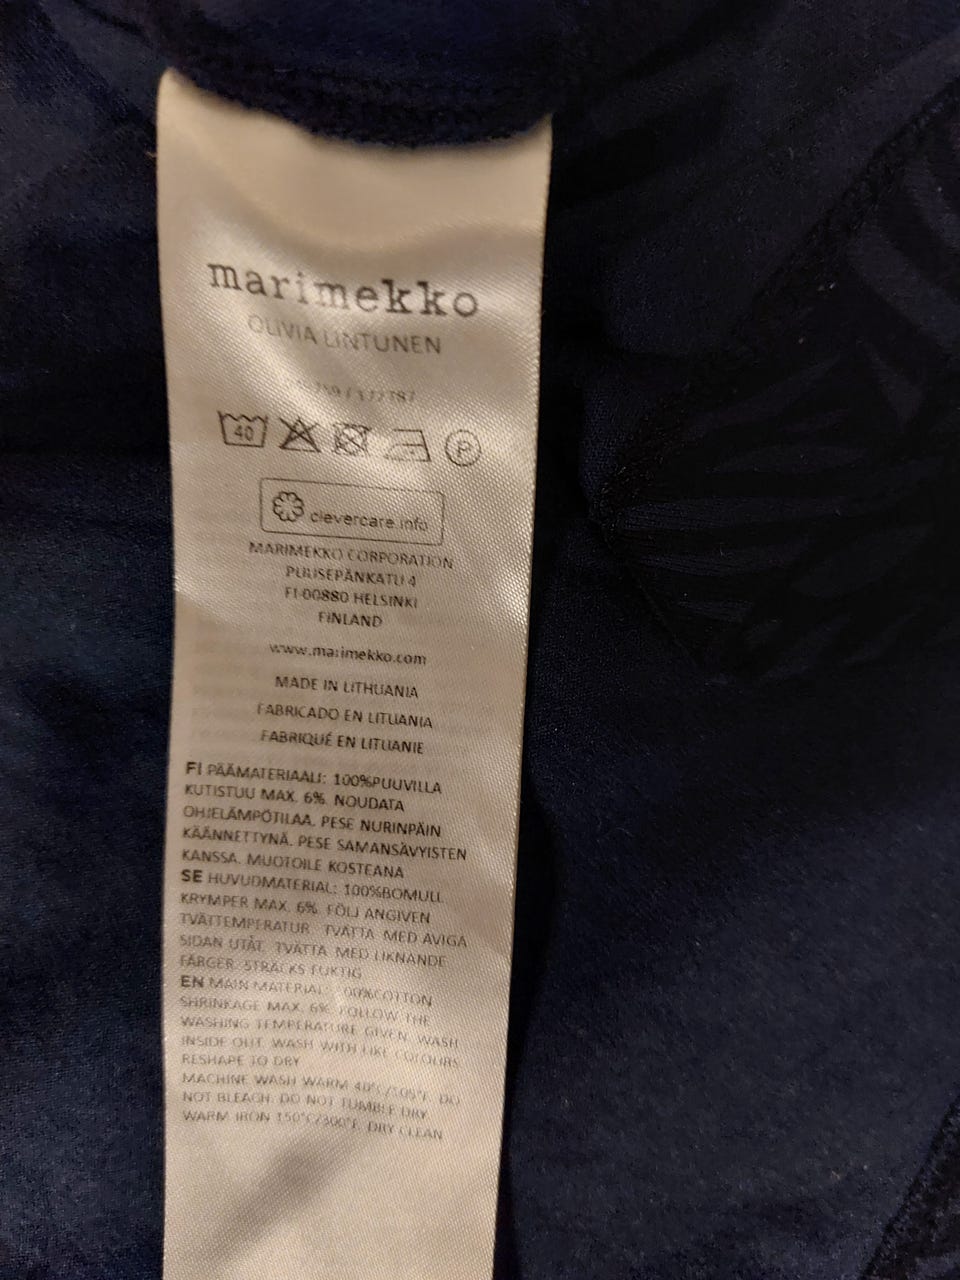 marimekko
OLIVIA LINTUNEN
40 P
clevercare.info
MARIMEKKO CORPORATION
PUUSEPÄNKATU 4
FI-00880 HELSINKI
FINLAND
www.marimekko.com
MADE IN LITHUANIA
FABRICADO EN LITUANIA
FABRIQUÉ EN LITUANIE
FI PÄÄMATERIAALI: 100%PUUVILLA
KUTISTUU MAX. 6%. NOUDATA
OHJELÄMPÖTILAA. PESE NURINPÄIN
KÄÄNNETTYNÄ. PESE SAMANSÄVYISTEN
KANSSA. MUOTOILE KOSTEANA
SE HUVUDMATERIAL: 100%BOMULL
KRYMPER MAX. 6%. FÖLJ ANGIVEN
TVÄTTEMPERATUR. TVÄTTA MED AVIGA
SIDAN UTÅT. TVÄTTA MED LIKNANDE
FÄRGER. STRÄCKS FUKTIG
EN MAIN MATERIAL: 100%COTTON
SHRINKAGE MAX. 6%. FOLLOW THE
WASHING TEMPERATURE GIVEN. WASH
INSIDE OUT. WASH WITH LIKE COLOURS
RESHAPE TO DRY
MACHINE WASH WARM 40°C/105°F. DO
NOT BLEACH. DO NOT TUMBLE DRY.
WARM IRON 150°C/300°F. DRY CLEAN